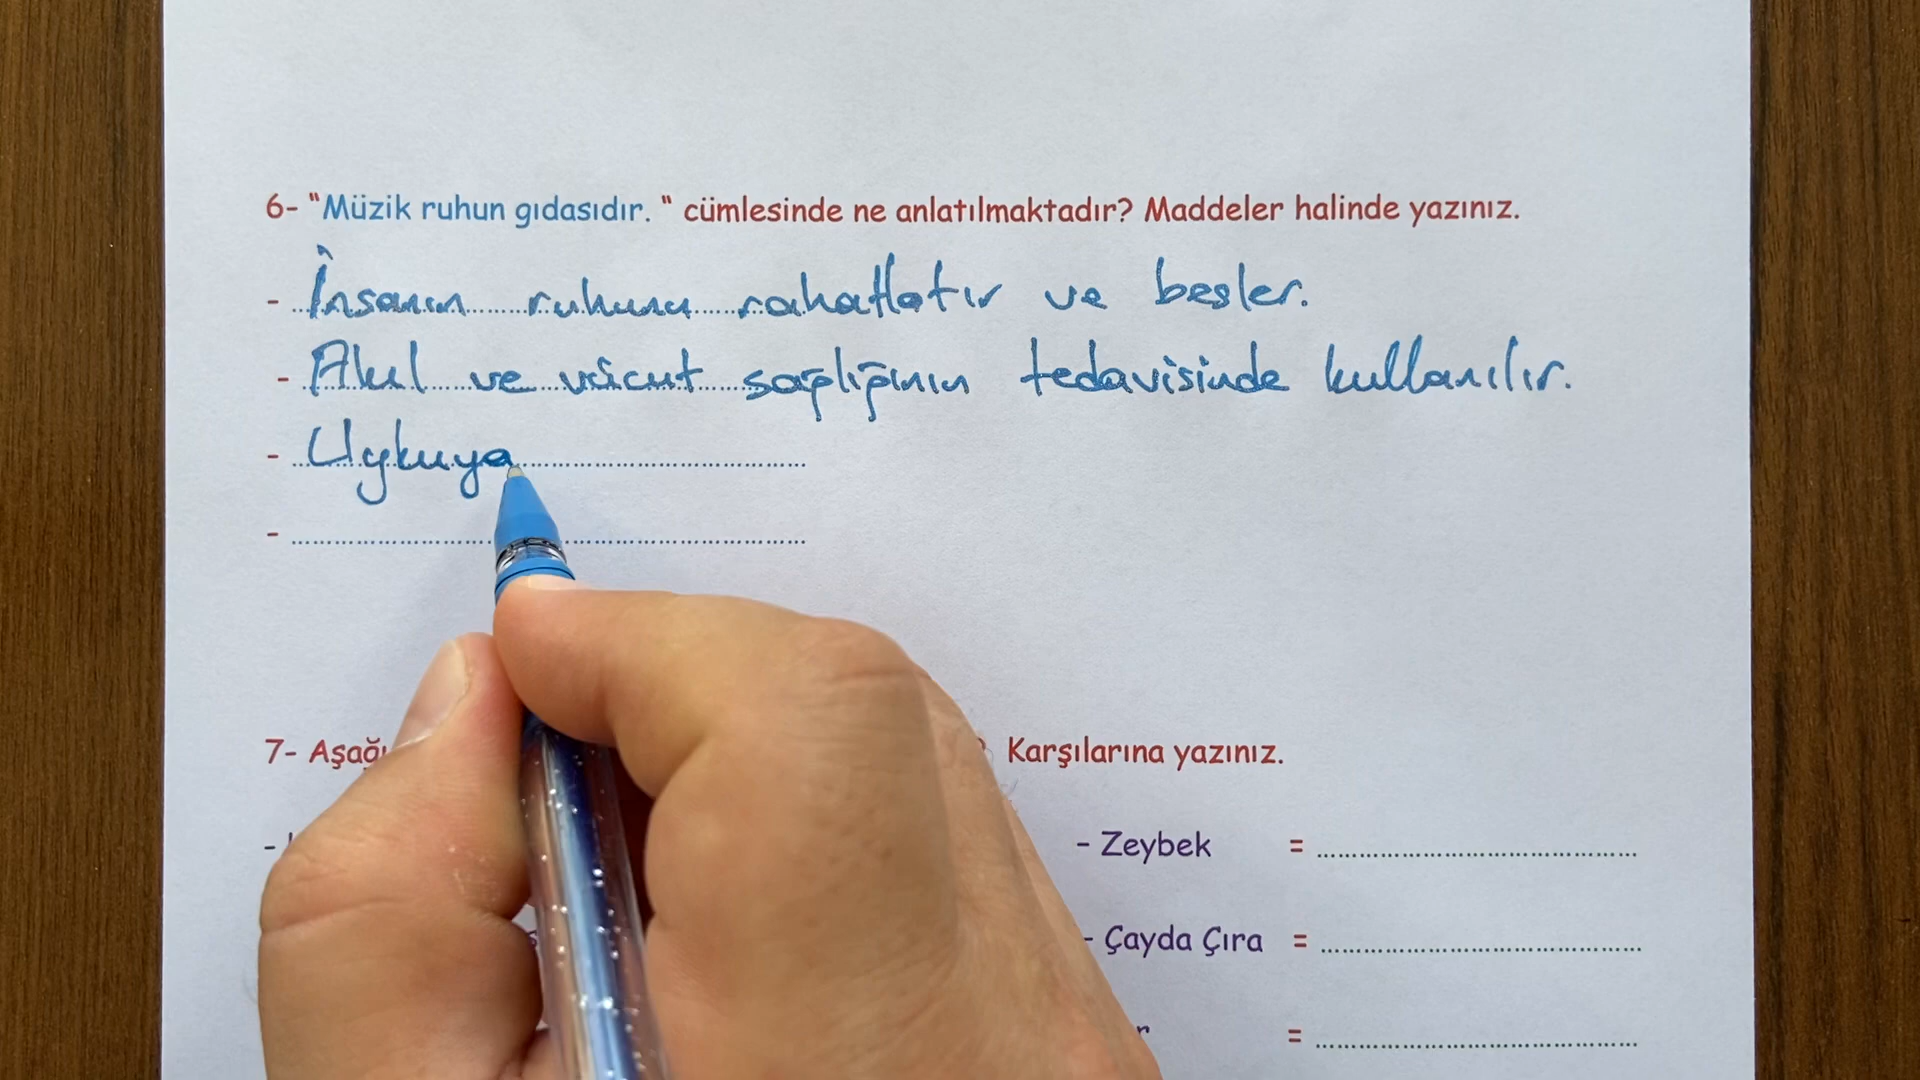 6- "Müzik ruhun gıdasıdır. " cümlesinde ne anlatılmaktadır? Maddeler halinde yazınız.
- İnsanın ruhunu rahatlatır ve besler.
- Akıl ve vücut sağlığının tedavisinde kullanılır.
- Uykuya
-
7- Aşağı Karşılarına yazınız.
- Zeybek =
- Çayda Çıra =
=